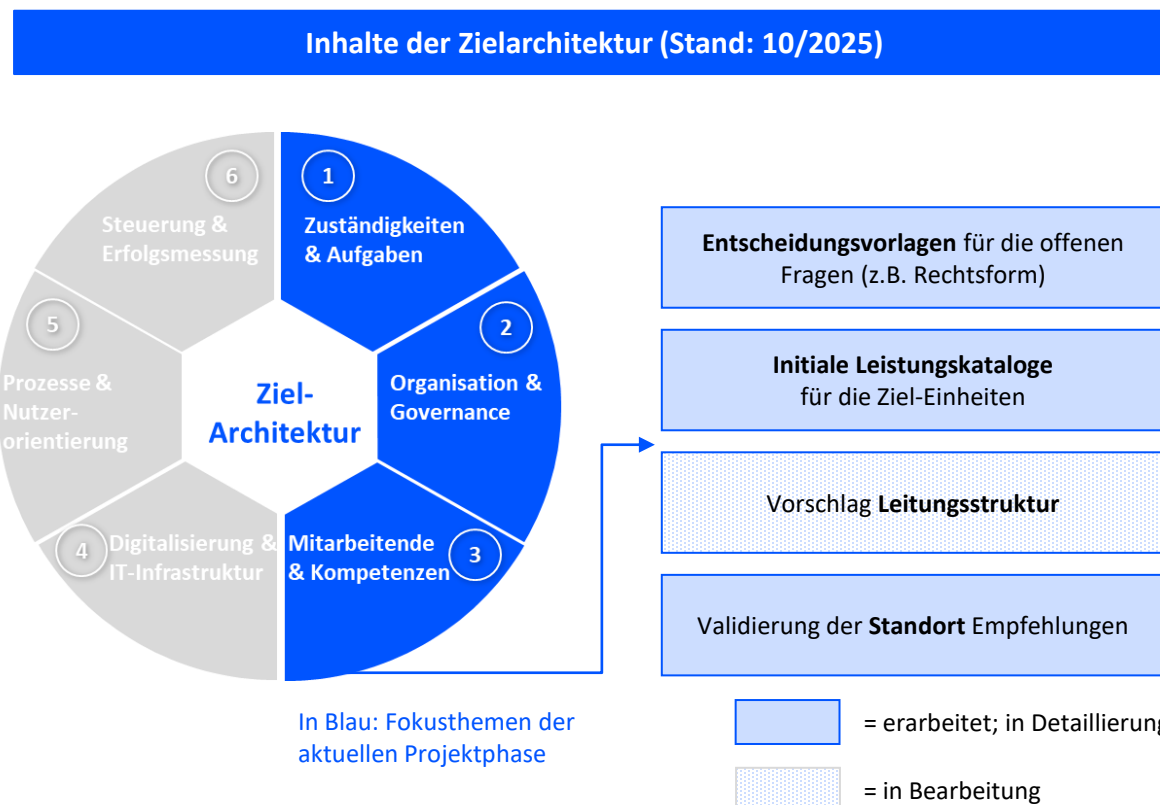 Inhalte der Zielarchitektur (Stand: 10/2025)
1
Zuständigkeiten
& Aufgaben
2
Organisation &
Governance
3
Mitarbeitende
& Kompetenzen
4
Digitalisierung &
IT-Infrastruktur
5
Prozesse &
Nutzer-
orientierung
6
Steuerung &
Erfolgsmessung
Ziel-
Architektur
In Blau: Fokusthemen der
aktuellen Projektphase
Entscheidungsvorlagen für die offenen
Fragen (z.B. Rechtsform)
Initiale Leistungskataloge
für die Ziel-Einheiten
Vorschlag Leitungsstruktur
Validierung der Standort Empfehlungen
= erarbeitet; in Detaillierung
= in Bearbeitung